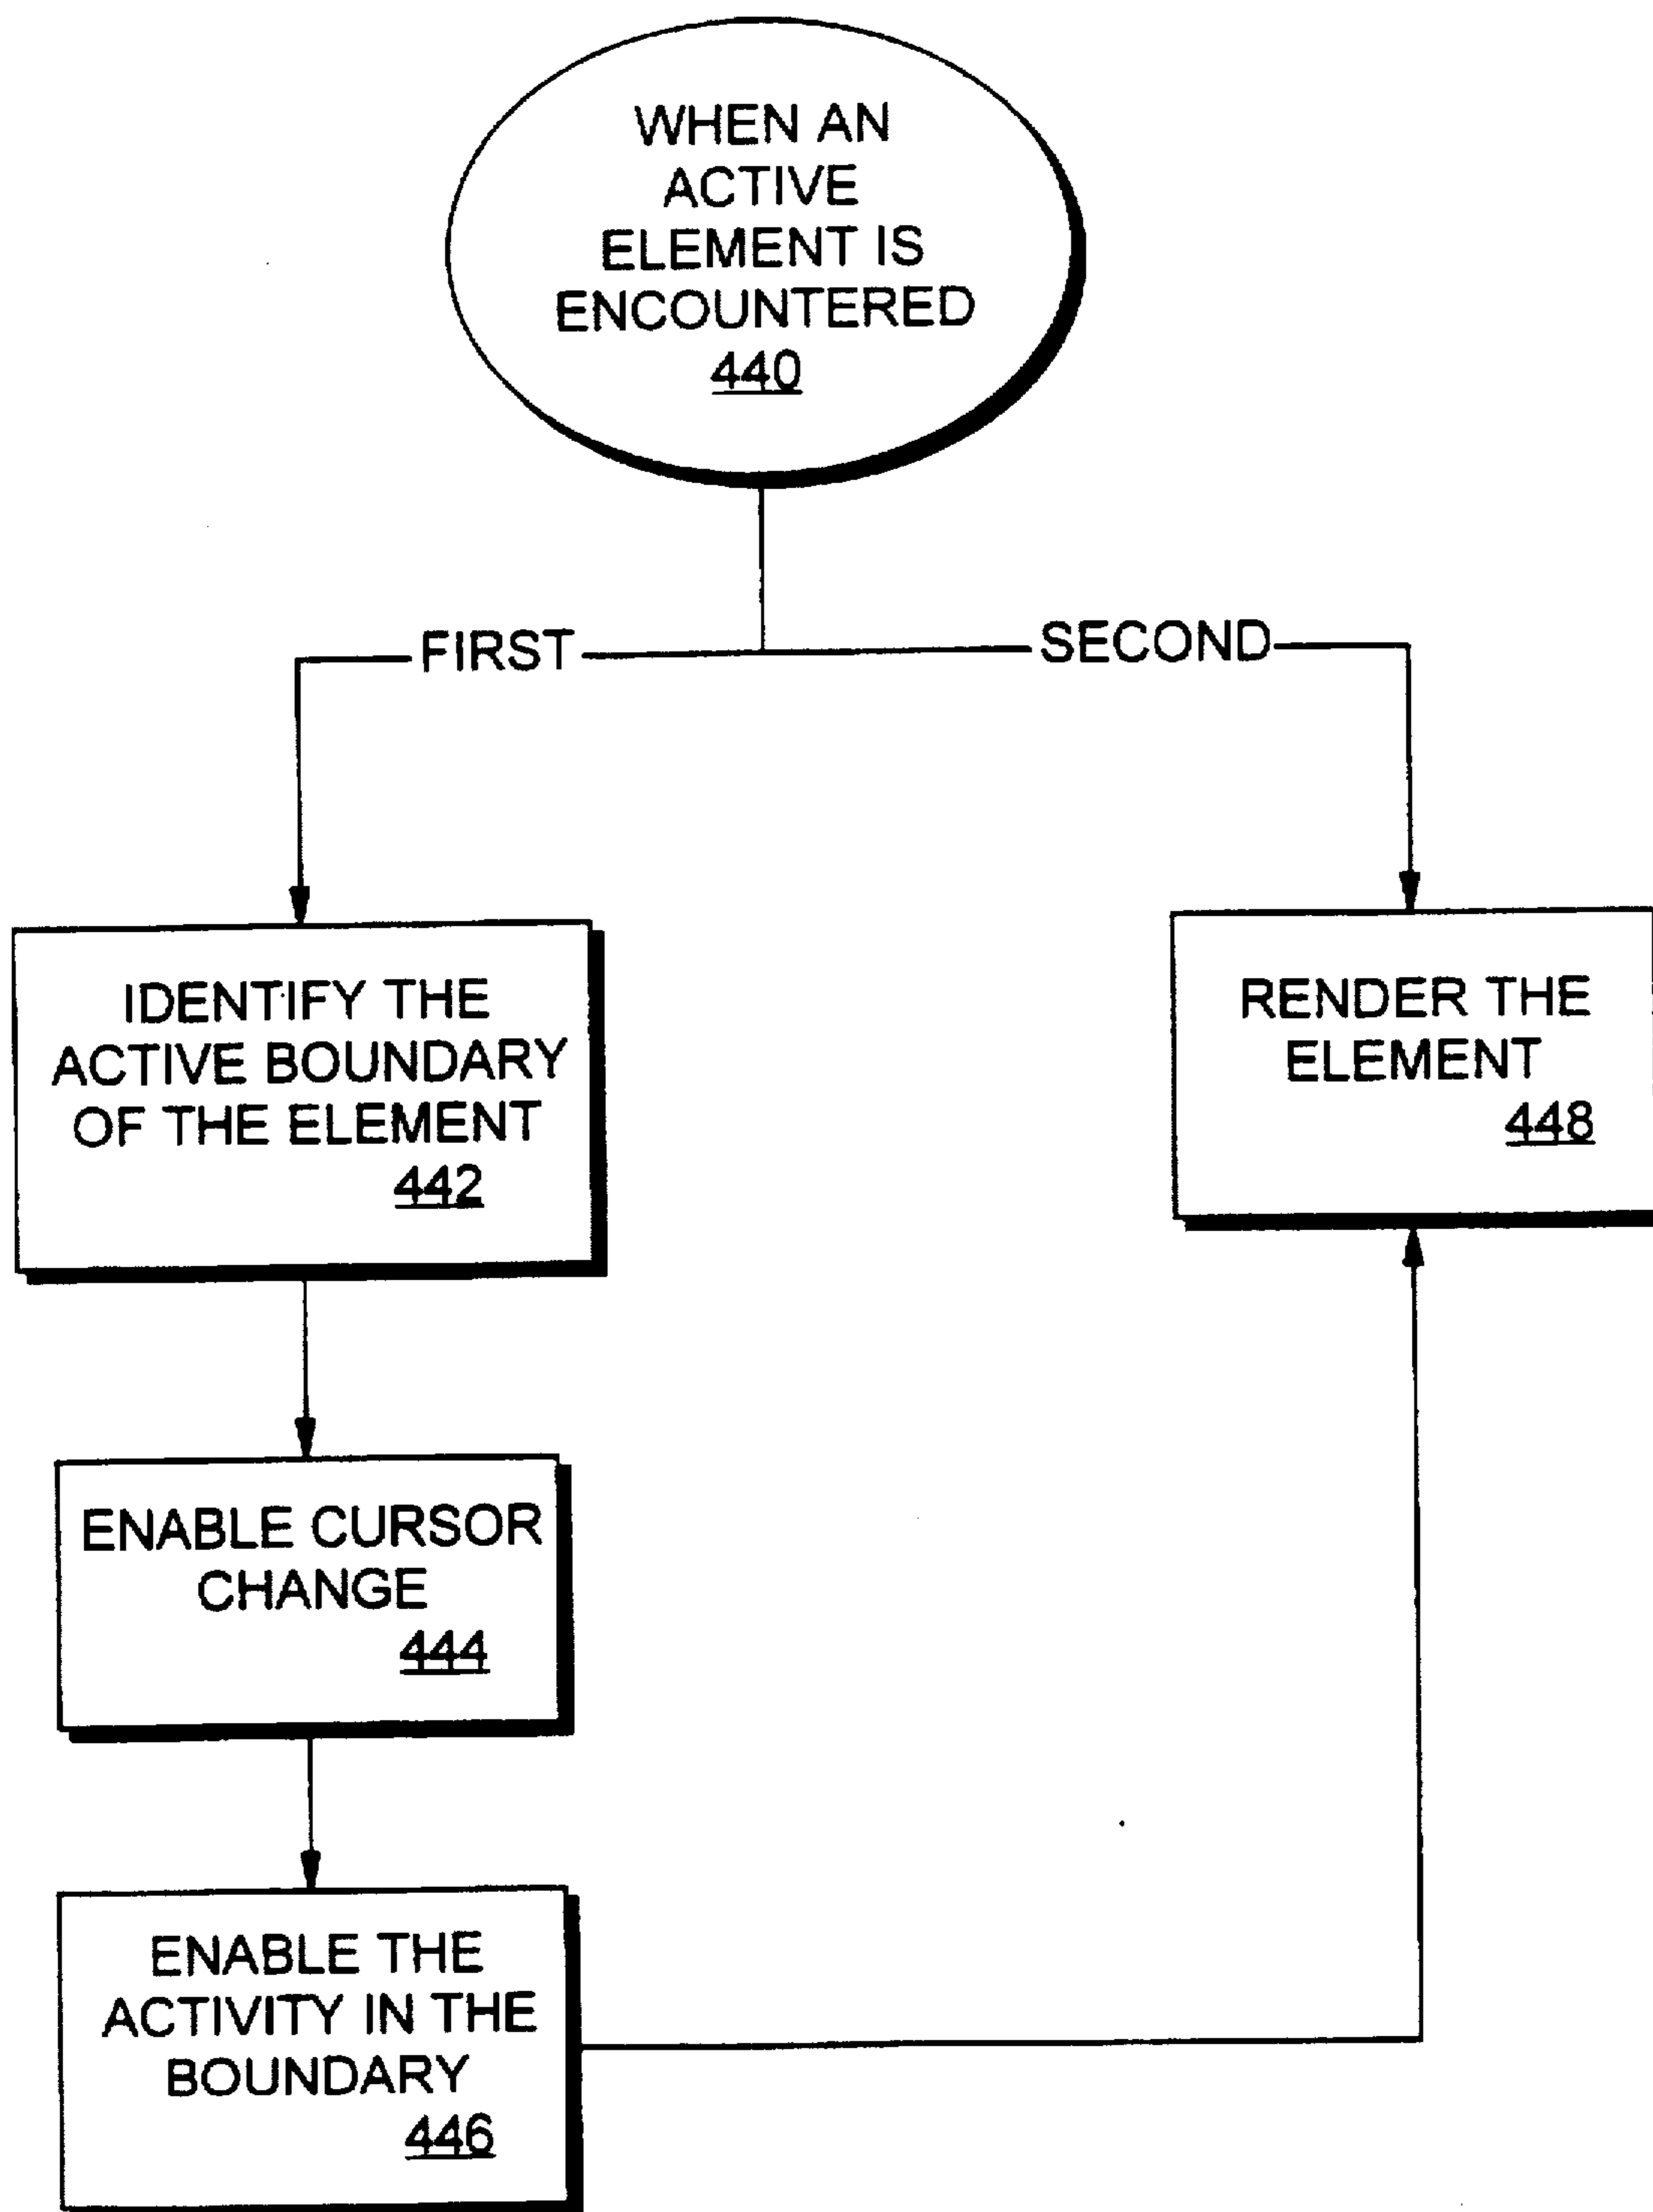 WHEN AN
ACTIVE
ELEMENT IS
ENCOUNTERED
440
FIRST
SECOND
IDENTIFY THE
ACTIVE BOUNDARY
OF THE ELEMENT
442
RENDER THE
ELEMENT
448
ENABLE CURSOR
CHANGE
444
ENABLE THE
ACTIVITY IN THE
BOUNDARY
446